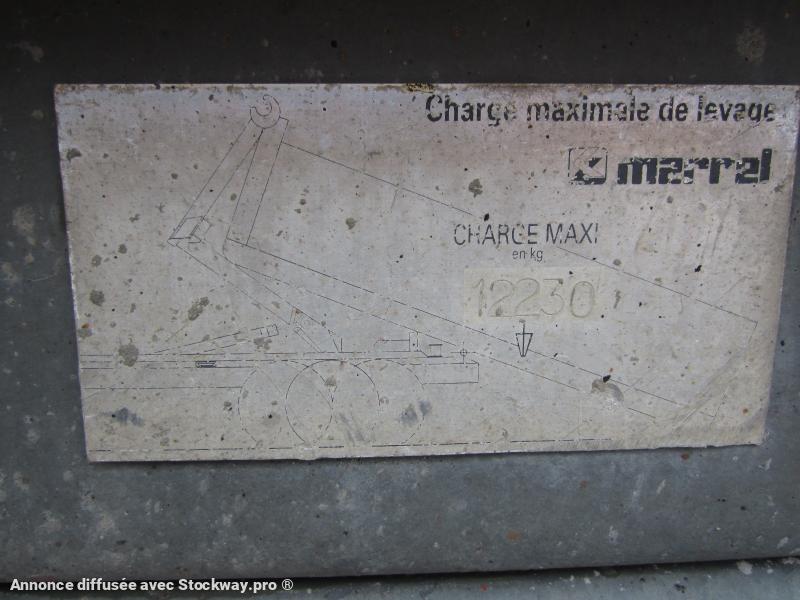 Charge maximale de levage
marrel
CHARGE MAXI
en kg
12230
Annonce diffusée avec Stockway.pro ®